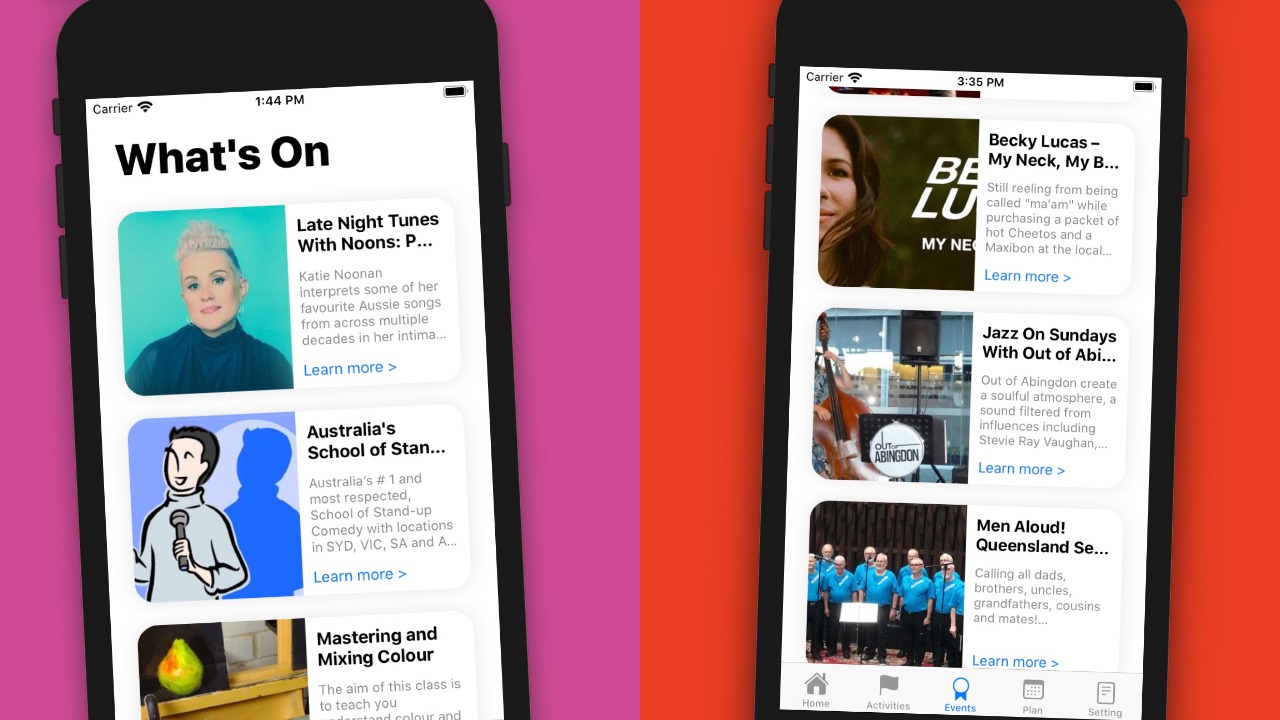 Carrier
1:44 PM
What's On
Late Night Tunes
With Noons: P...
Katie Noonan
interprets some of her
favourite Aussie songs
from across multiple
decades in her intima...
Learn more >
Australia's
School of Stan...
Australia's # 1 and
most respected,
School of Stand-up
Comedy with locations
in SYD, VIC, SA and A...
Learn more >
Mastering and
Mixing Colour
The aim of this class is
to teach you
understand colour and
Carrier
3:35 PM
BE
LU
MY NEC
Becky Lucas –
My Neck, My B...
Still reeling from being
called "ma'am" while
purchasing a packet of
hot Cheetos and a
Maxibon at the local...
Learn more >
OUT OF
ABINGDON
Jazz On Sundays
With Out of Abi...
Out of Abingdon create
a soulful atmosphere, a
sound filtered from
influences including
Stevie Ray Vaughan,...
Learn more >
Men Aloud!
Queensland Se...
Calling all dads,
brothers, uncles,
grandfathers, cousins
and mates!...
Learn more >
Home
Activities
Events
Plan
Setting